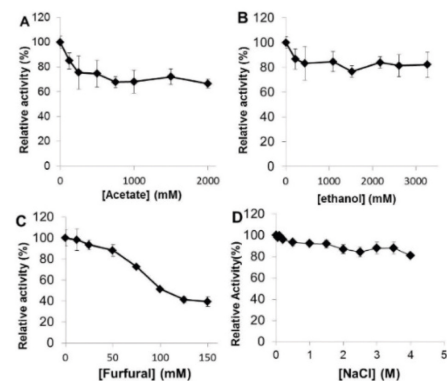 A
Relative activity (%)
120
100
80
60
40
20
0
0 500 1000 1500 2000
[Acetate] (mM)
B
Relative activity (%)
120
100
80
60
40
20
0
0 1000 2000 3000
[ethanol] (mM)
C
Relative activity (%)
120
100
80
60
40
20
0
0 50 100 150
[Furfural] (mM)
D
Relative Activity(%)
120
100
80
60
40
20
0
0 1 2 3 4 5
[NaCl] (M)